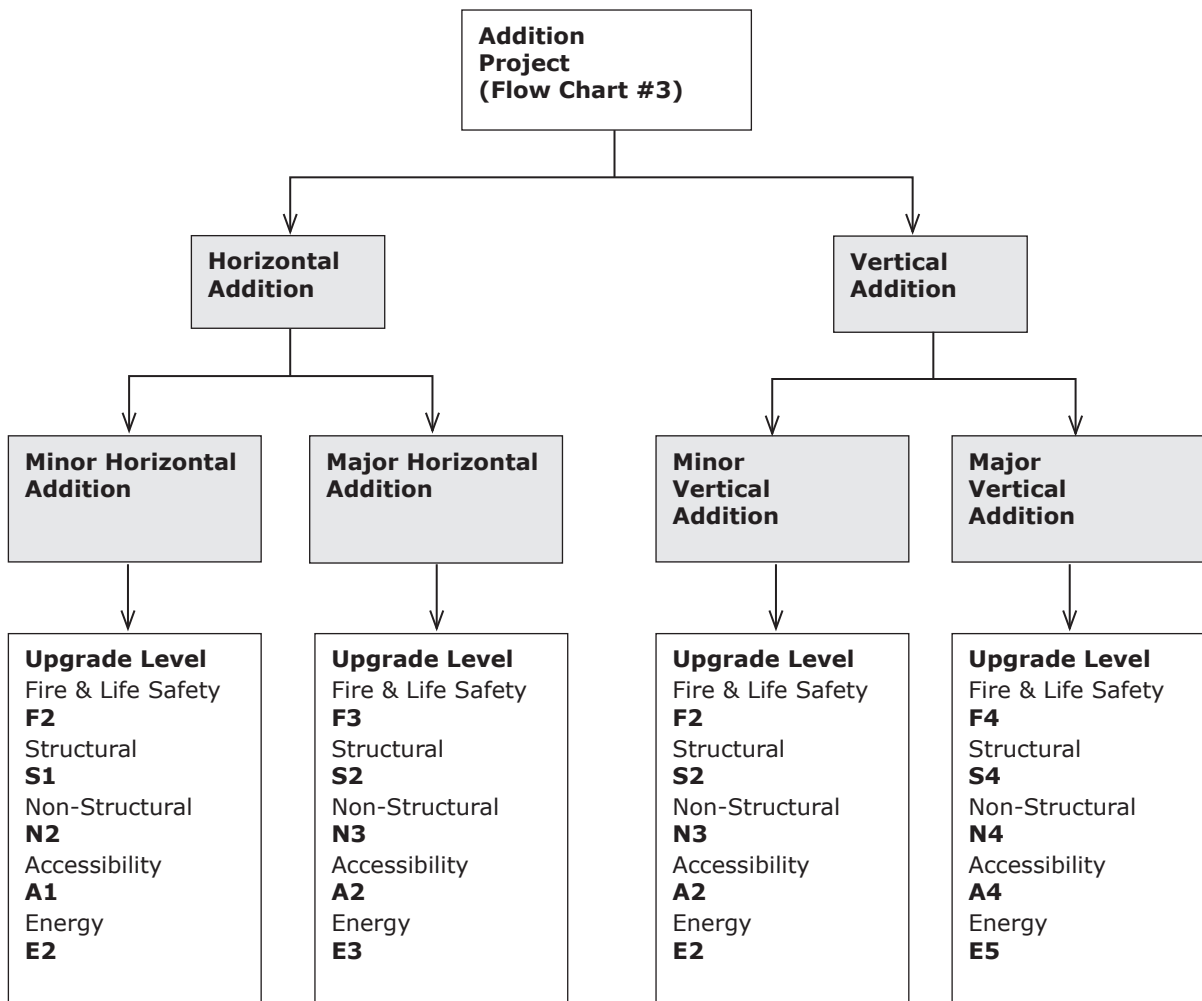 Addition
Project
(Flow Chart #3)
Horizontal
Addition
Vertical
Addition
Minor Horizontal
Addition
Major Horizontal
Addition
Minor
Vertical
Addition
Major
Vertical
Addition
Upgrade Level
Fire & Life Safety
F2
Structural
S1
Non-Structural
N2
Accessibility
A1
Energy
E2
Upgrade Level
Fire & Life Safety
F3
Structural
S2
Non-Structural
N3
Accessibility
A2
Energy
E3
Upgrade Level
Fire & Life Safety
F2
Structural
S2
Non-Structural
N3
Accessibility
A2
Energy
E2
Upgrade Level
Fire & Life Safety
F4
Structural
S4
Non-Structural
N4
Accessibility
A4
Energy
E5